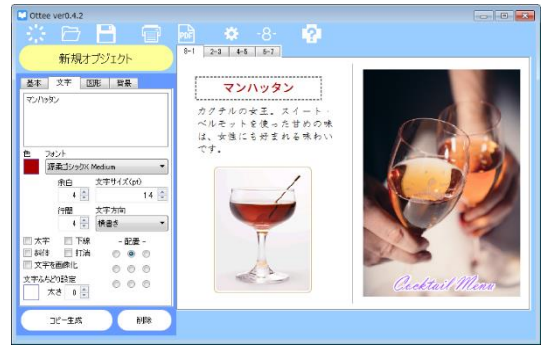 Ottee ver0.4.2
PDF
-8-
?
新規オブジェクト
8-1 2-3 4-5 6-7
基本 文字 図形 背景
マンハッタン
色 フォント
源柔ゴシックX Medium
余白 文字サイズ(pt)
4 14
行間 文字方向
4 横書き
太字 下線 - 配置 -
斜体 打消
文字を画像化
文字ふちどり設定
太さ 0
コピー生成 削除
マンハッタン
カクテルの女王。スイート・
ベルモットを使った甘めの味
は、女性にも好まれる味わい
です。
Cocktail Menu